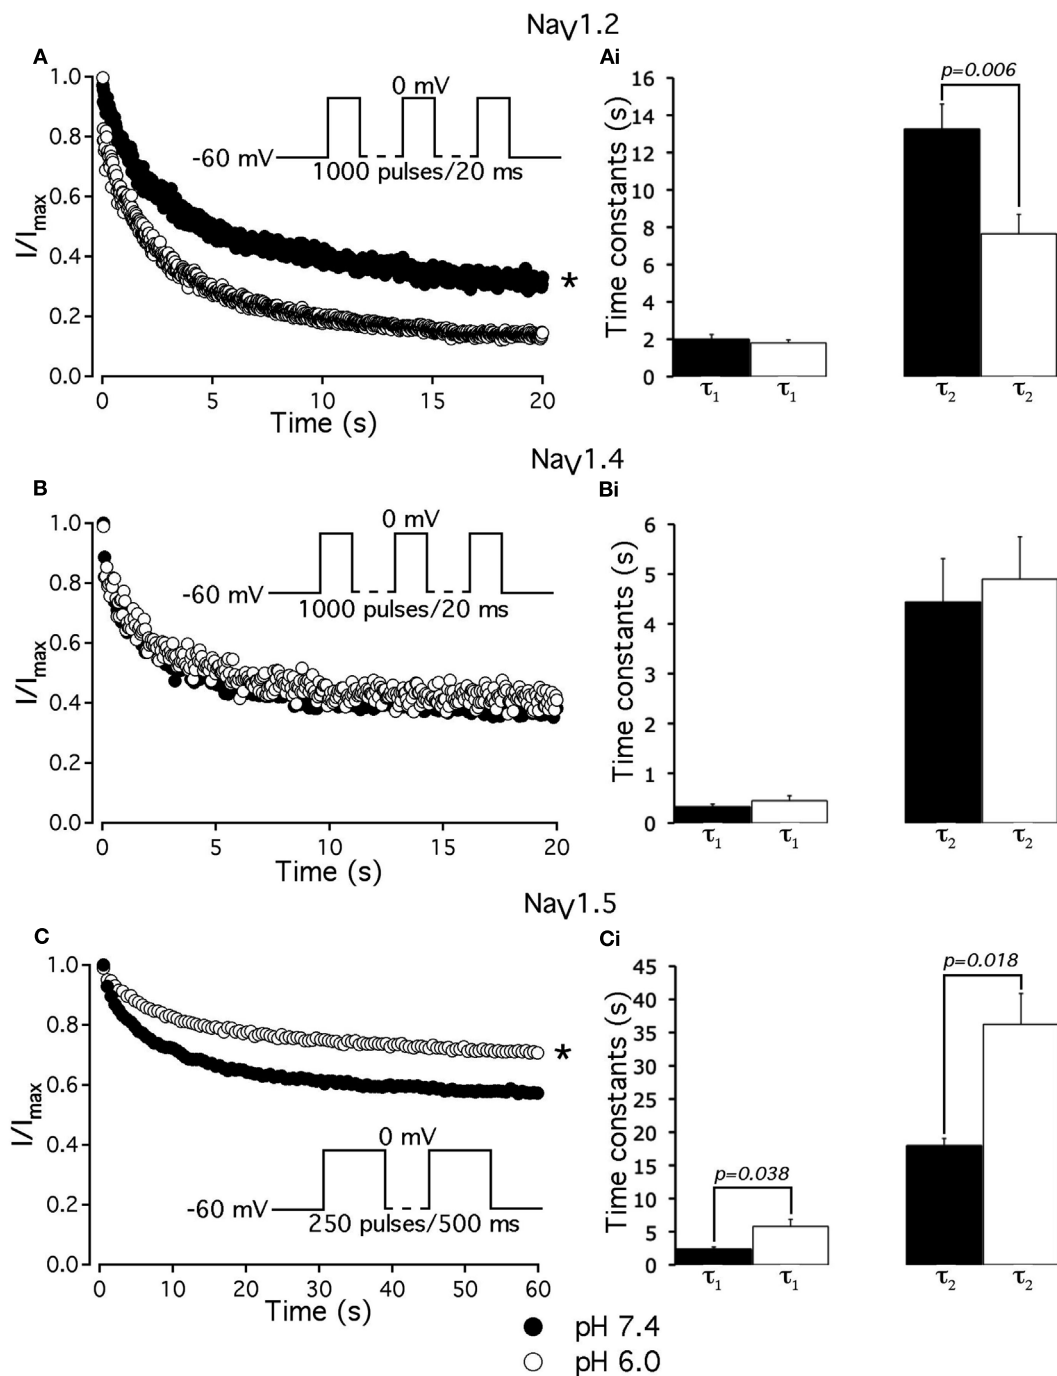 NaV1.2
A
I/Imax
1.0
0.8
0.6
0.4
0.2
0.0
0 mV
-60 mV
1000 pulses/20 ms
*
0 5 10 15 20
Time (s)
Ai
Time constants (s)
16
14
12
10
8
6
4
2
0
p=0.006
τ1 τ1 τ2 τ2
NaV1.4
B
I/Imax
1.0
0.8
0.6
0.4
0.2
0.0
0 mV
-60 mV
1000 pulses/20 ms
0 5 10 15 20
Time (s)
Bi
Time constants (s)
6
5
4
3
2
1
0
τ1 τ1 τ2 τ2
NaV1.5
C
I/Imax
1.0
0.8
0.6
0.4
0.2
0.0
*
0 mV
-60 mV
250 pulses/500 ms
0 10 20 30 40 50 60
Time (s)
Ci
Time constants (s)
45
40
35
30
25
20
15
10
5
0
p=0.018
p=0.038
τ1 τ1 τ2 τ2
pH 7.4
pH 6.0